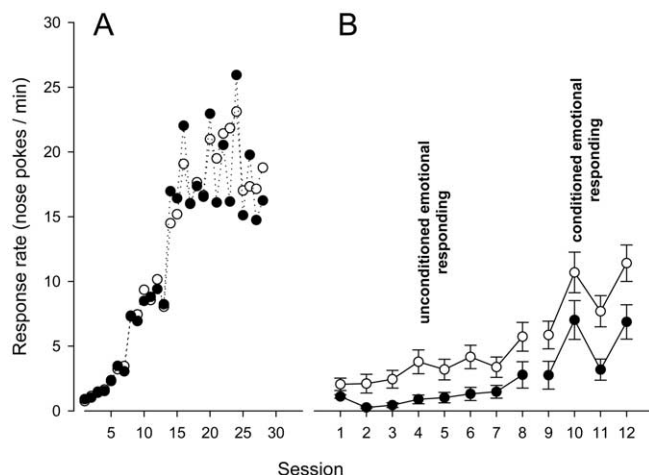 A
B
Response rate (nose pokes / min)
30
25
20
15
10
5
0
5 10 15 20 25 30
unconditioned emotional
responding
conditioned emotional
responding
1 2 3 4 5 6 7 8 9 10 11 12
Session